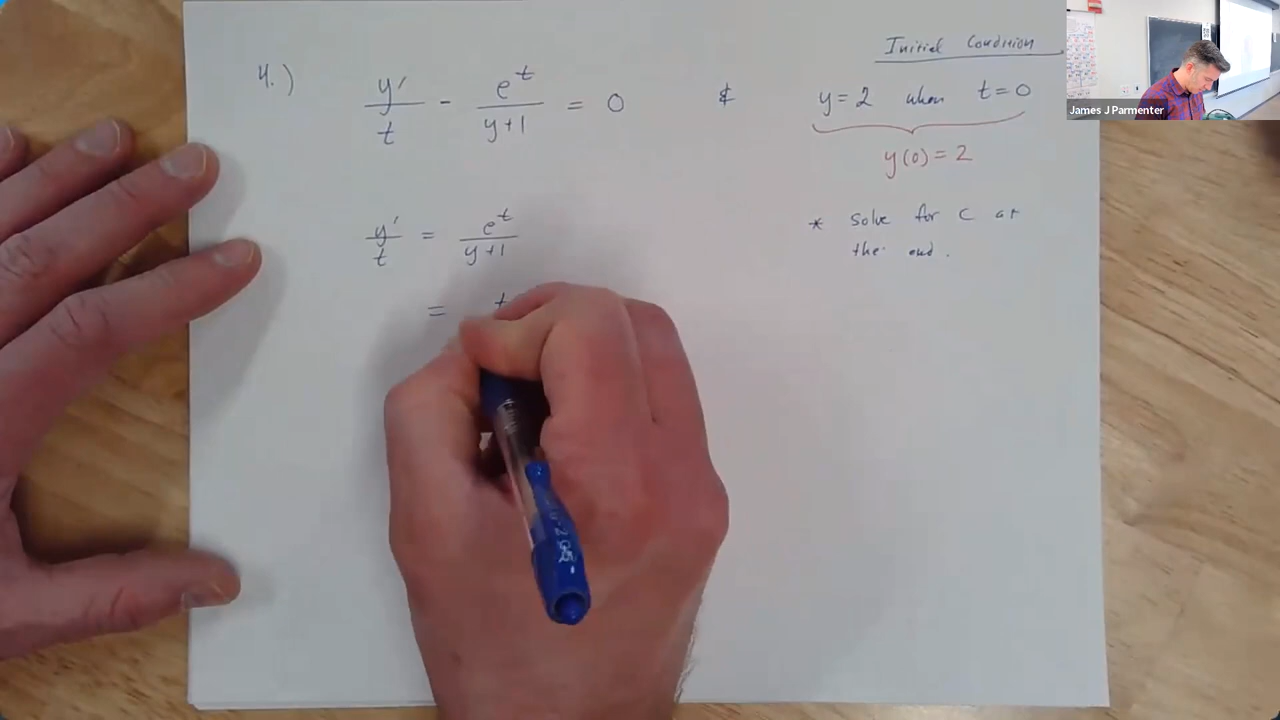 4.) y'/t - e^t/(y+1) = 0 & y=2 when t=0
Initial Condition
y(0) = 2
y'/t = e^t/(y+1)
* Solve for C at
the end.
= t
James J Parmenter